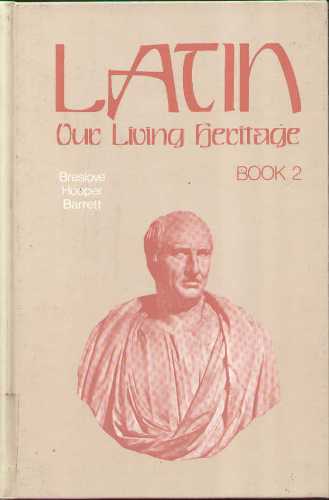 LATIN
Our Living Heritage
BOOK 2
Breslove
Hooper
Barrett